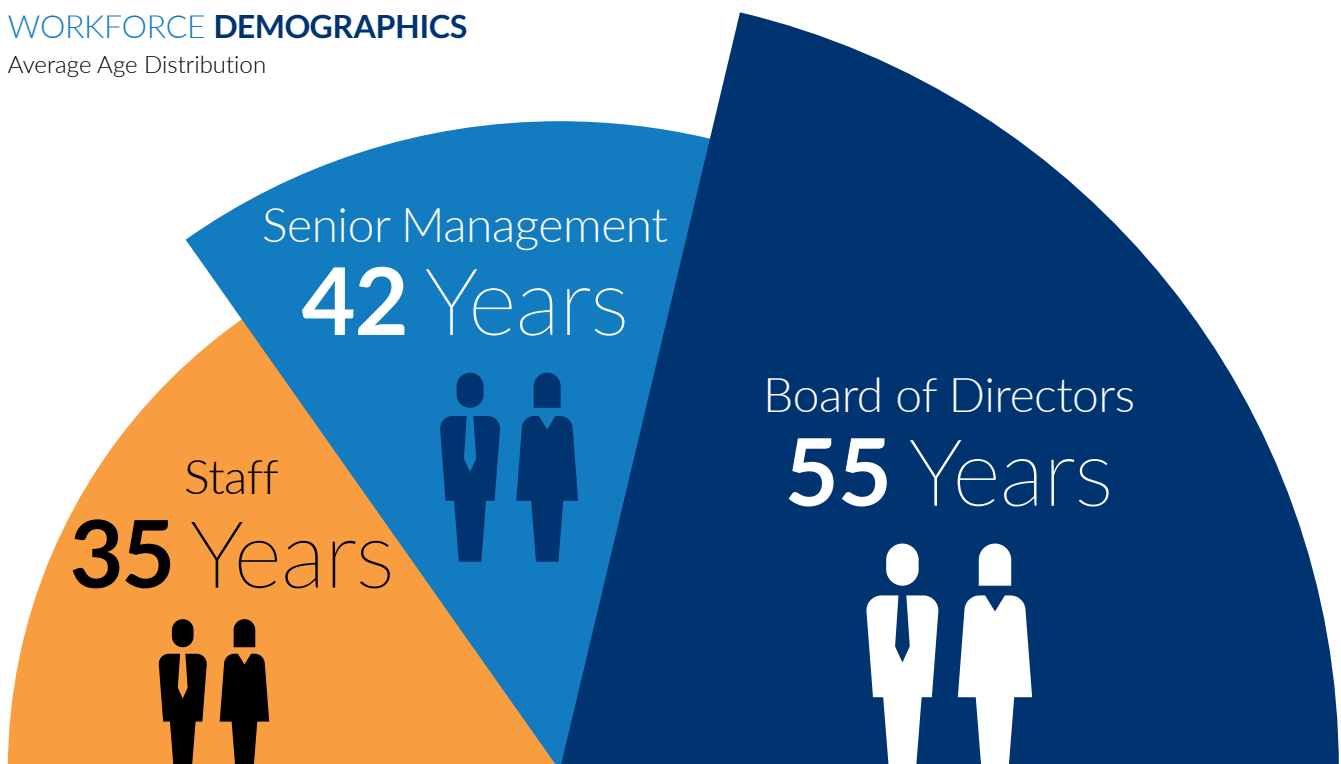 WORKFORCE DEMOGRAPHICS
Average Age Distribution
Senior Management
42 Years
Board of Directors
55 Years
Staff
35 Years